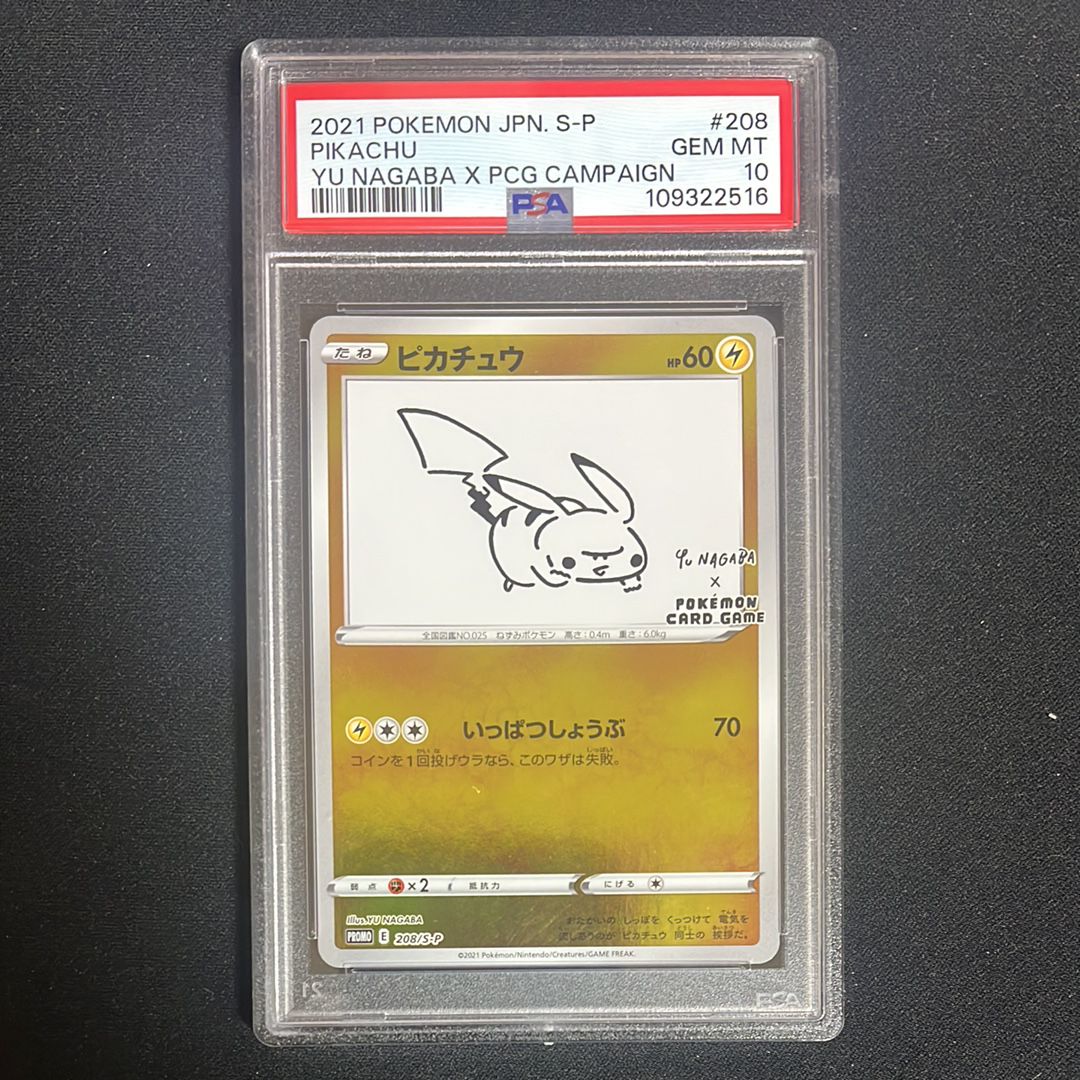 2021 POKEMON JPN. S-P #208
PIKACHU GEM MT
YU NAGABA X PCG CAMPAIGN 10
PSA 109322516
たね ピカチュウ HP60
YU NAGABA
×
POKÉMON
CARD GAME
全国図鑑NO.025 ねずみポケモン 高さ:0.4m 重さ:6.0kg
いっぱつしょうぶ 70
コインを1回投げウラなら、このワザは失敗。
弱点 ×2 抵抗力 にげる
Illus.YU NAGABA
PROMO E 208/S-P
おたがいの しっぽを くっつけて 電気を
流しあうのが ピカチュウ 同士の 挨拶だ。
©2021 Pokémon/Nintendo/Creatures/GAME FREAK.
PSA